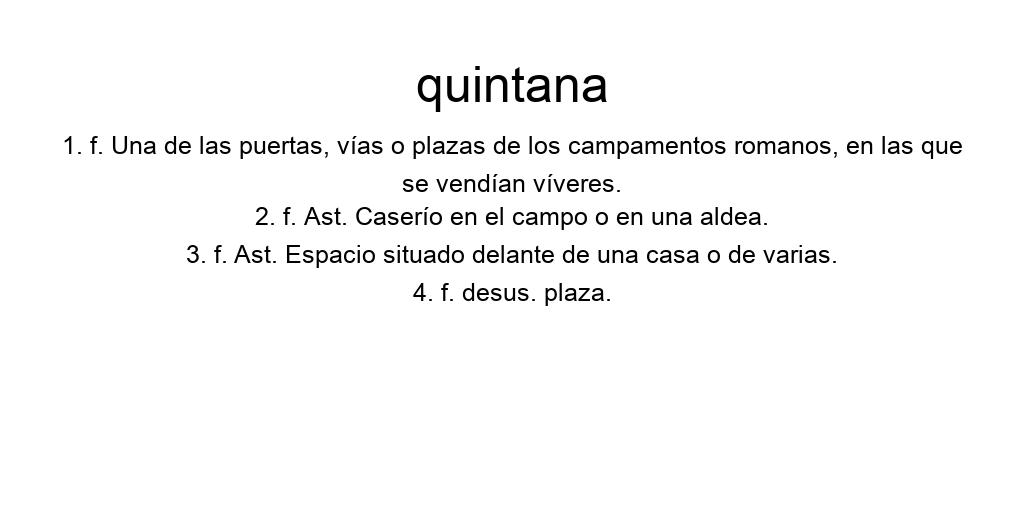 quintana
1. f. Una de las puertas, vías o plazas de los campamentos romanos, en las que
se vendían víveres.
2. f. Ast. Caserío en el campo o en una aldea.
3. f. Ast. Espacio situado delante de una casa o de varias.
4. f. desus. plaza.